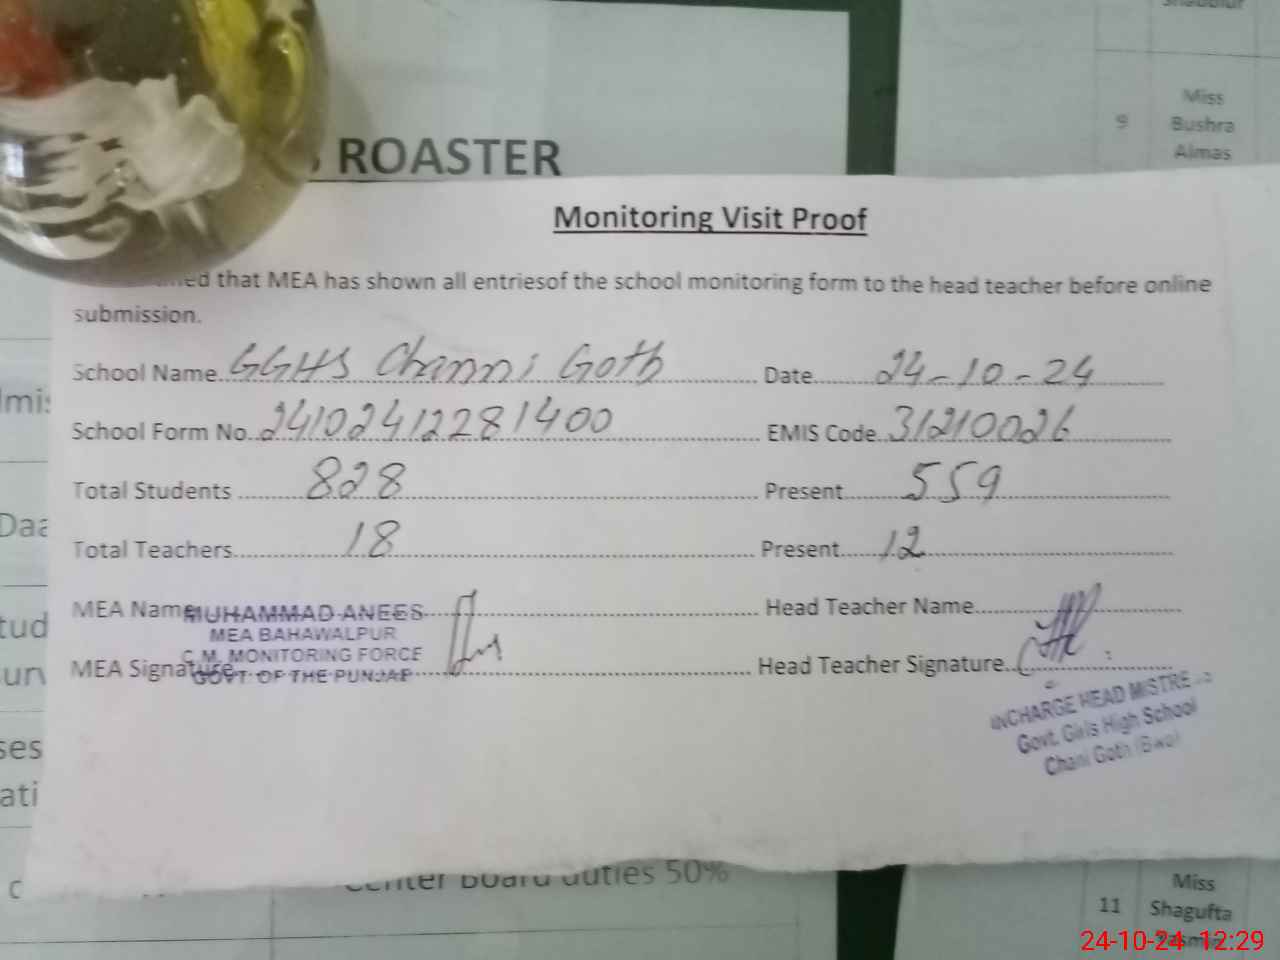 ROASTER
Miss
9 Bushra
Almas
Monitoring Visit Proof
that MEA has shown all entriesof the school monitoring form to the head teacher before online
submission.
School Name GGHS Channi Goth Date 24-10-24
School Form No. 24102412281400 EMIS Code 31210026
Total Students 828 Present 559
Total Teachers 18 Present 12
MEA Name MUHAMMAD ANEES Head Teacher Name
MEA BAHAWALPUR
C.M. MONITORING FORCE
MEA Signature Head Teacher Signature
GOVT OF THE PUNJAB
INCHARGE HEAD MISTRE
Govt. Girls High School
Chani Goth (Bwp)
Center Board duties 50%
Miss
11 Shagufta
24-10-24 12:29